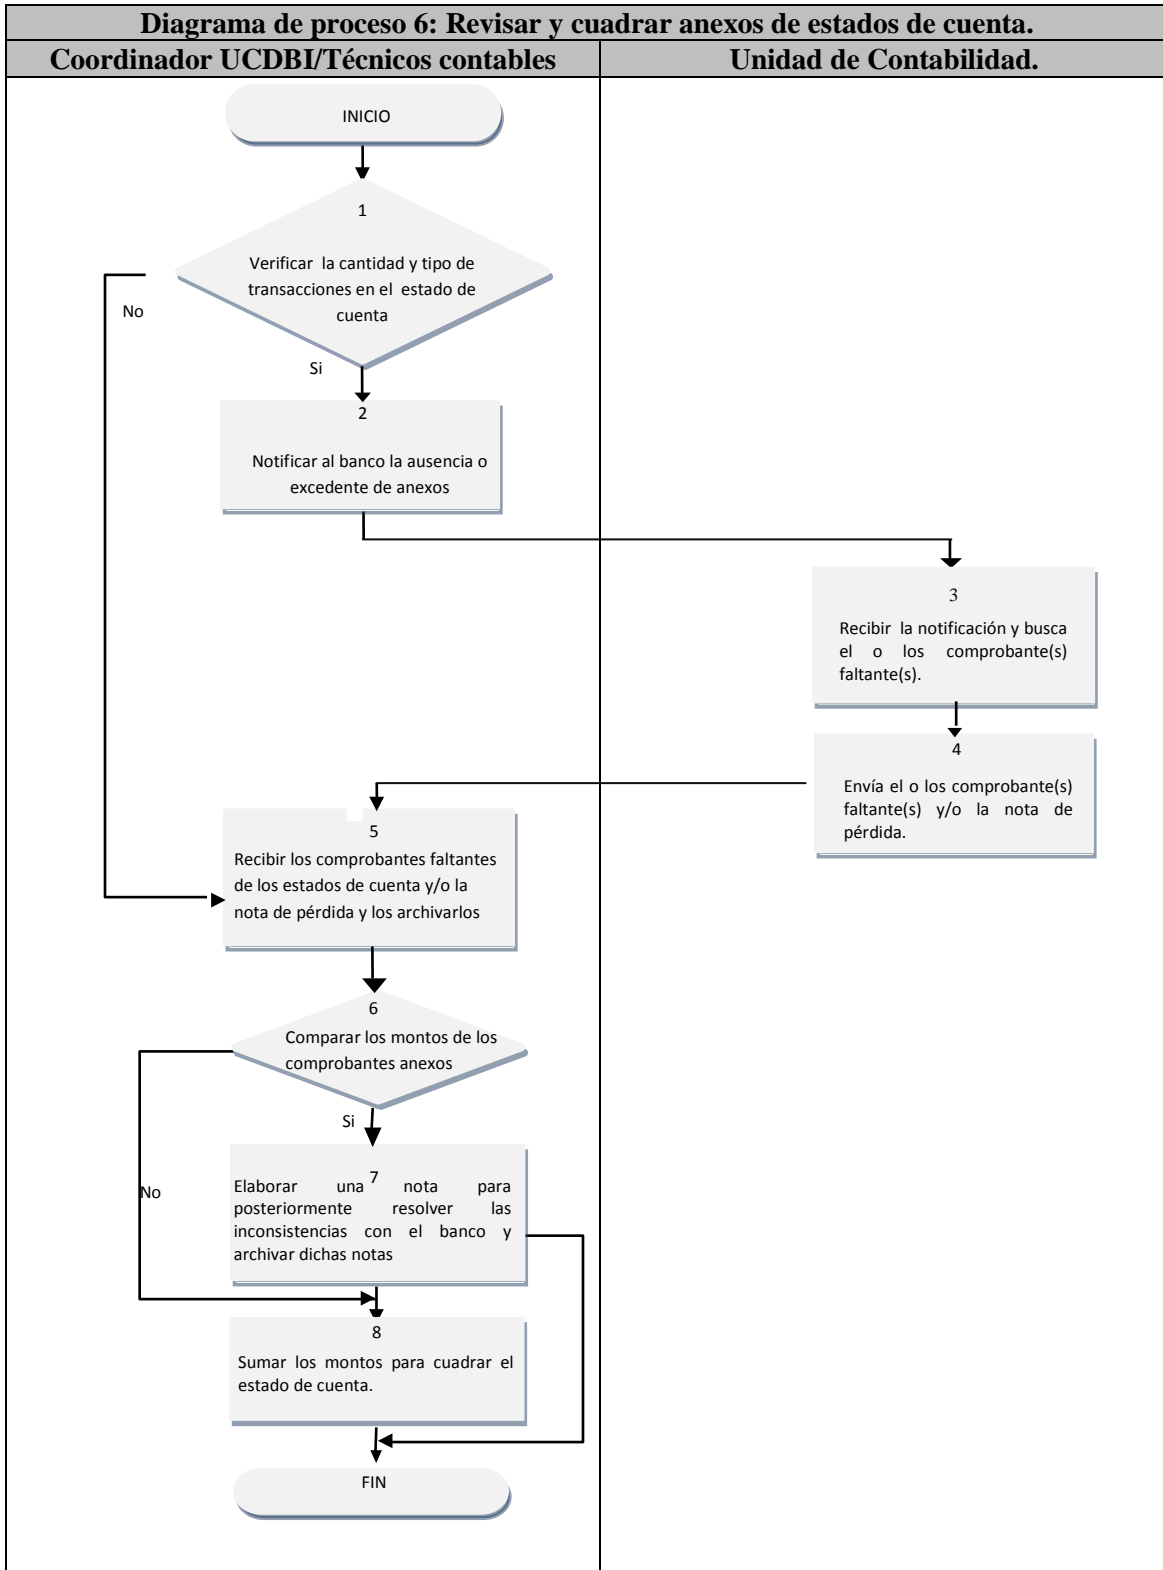 Diagrama de proceso 6: Revisar y cuadrar anexos de estados de cuenta.
Coordinador UCDBI/Técnicos contables
Unidad de Contabilidad.
INICIO
1
Verificar la cantidad y tipo de
transacciones en el estado de
cuenta
No
Si
2
Notificar al banco la ausencia o
excedente de anexos
3
Recibir la notificación y busca
el o los comprobante(s)
faltante(s).
4
Envía el o los comprobante(s)
faltante(s) y/o la nota de
pérdida.
5
Recibir los comprobantes faltantes
de los estados de cuenta y/o la
nota de pérdida y los archivarlos
6
Comparar los montos de los
comprobantes anexos
Si
No
7
Elaborar una nota para
posteriormente resolver las
inconsistencias con el banco y
archivar dichas notas
8
Sumar los montos para cuadrar el
estado de cuenta.
FIN